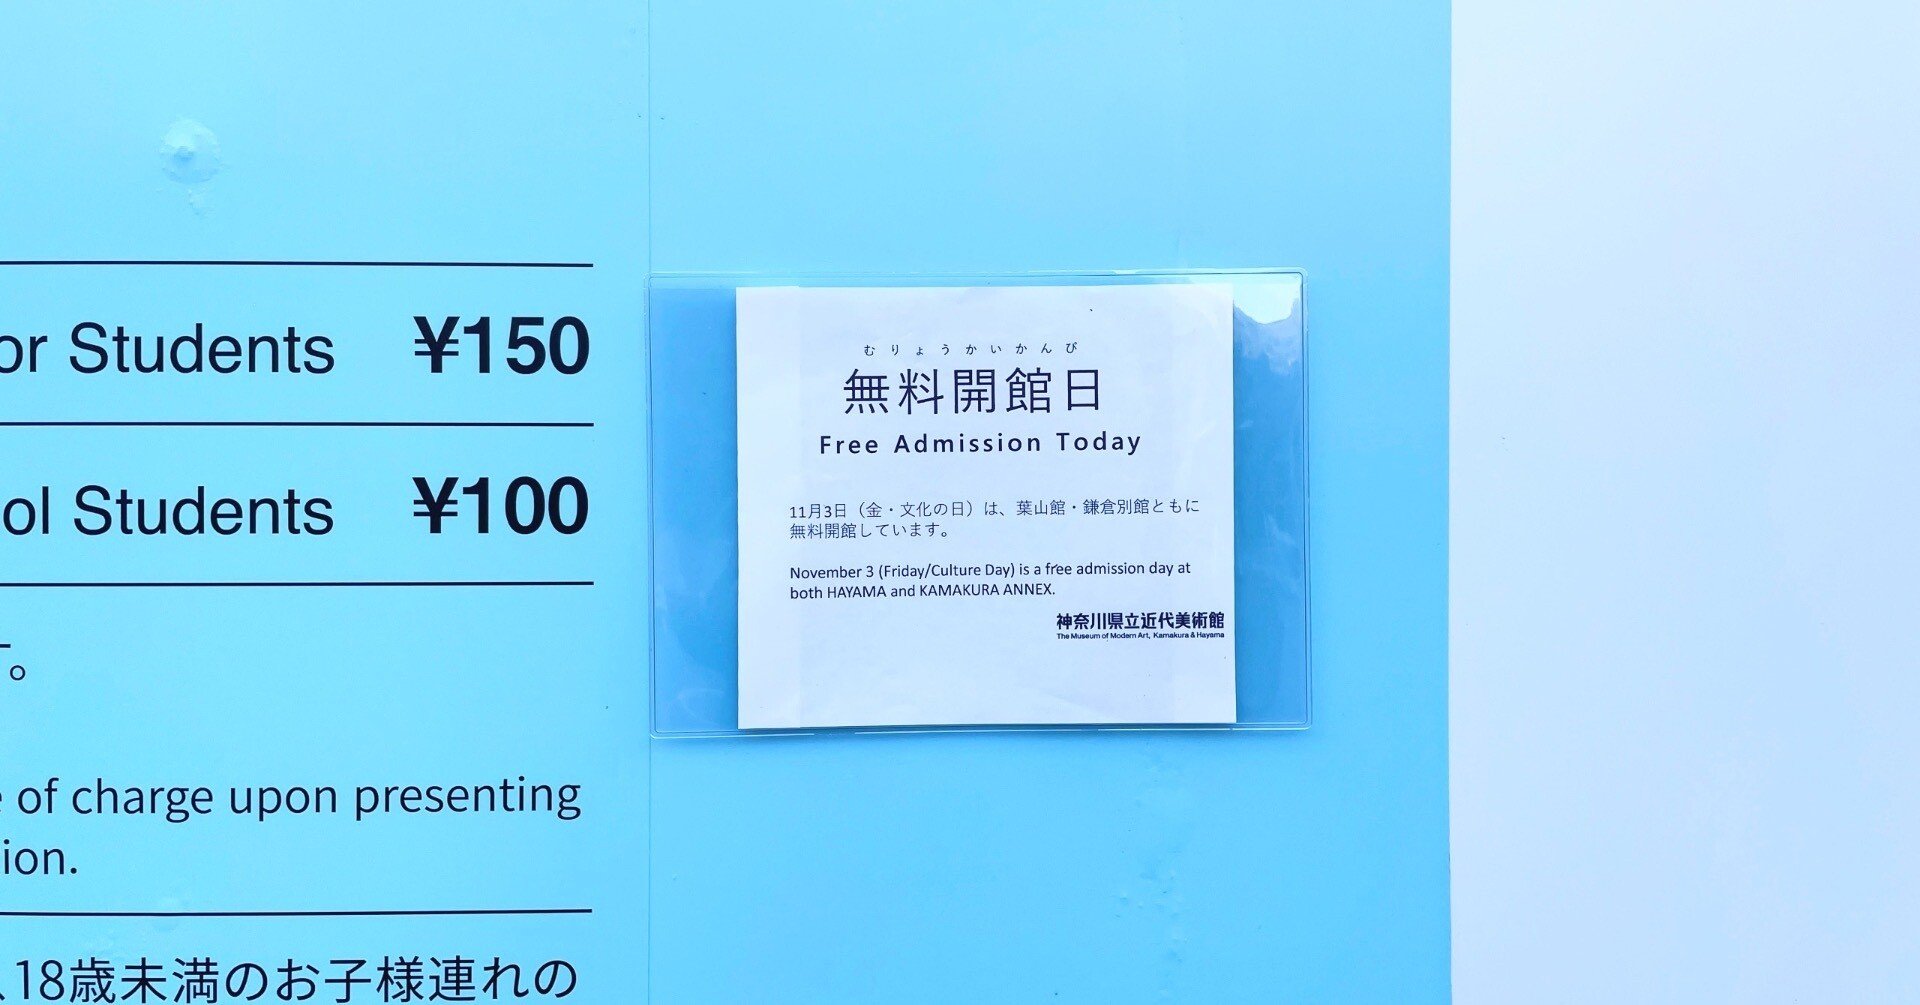 or Students ¥150
ol Students ¥100
。
of charge upon presenting
ion.
18歳未満のお子様連れの
むりょうかいかんび
無料開館日
Free Admission Today
11月3日（金・文化の日）は、葉山館・鎌倉別館ともに
無料開館しています。
November 3 (Friday/Culture Day) is a free admission day at
both HAYAMA and KAMAKURA ANNEX.
神奈川県立近代美術館
The Museum of Modern Art, Kamakura & Hayama